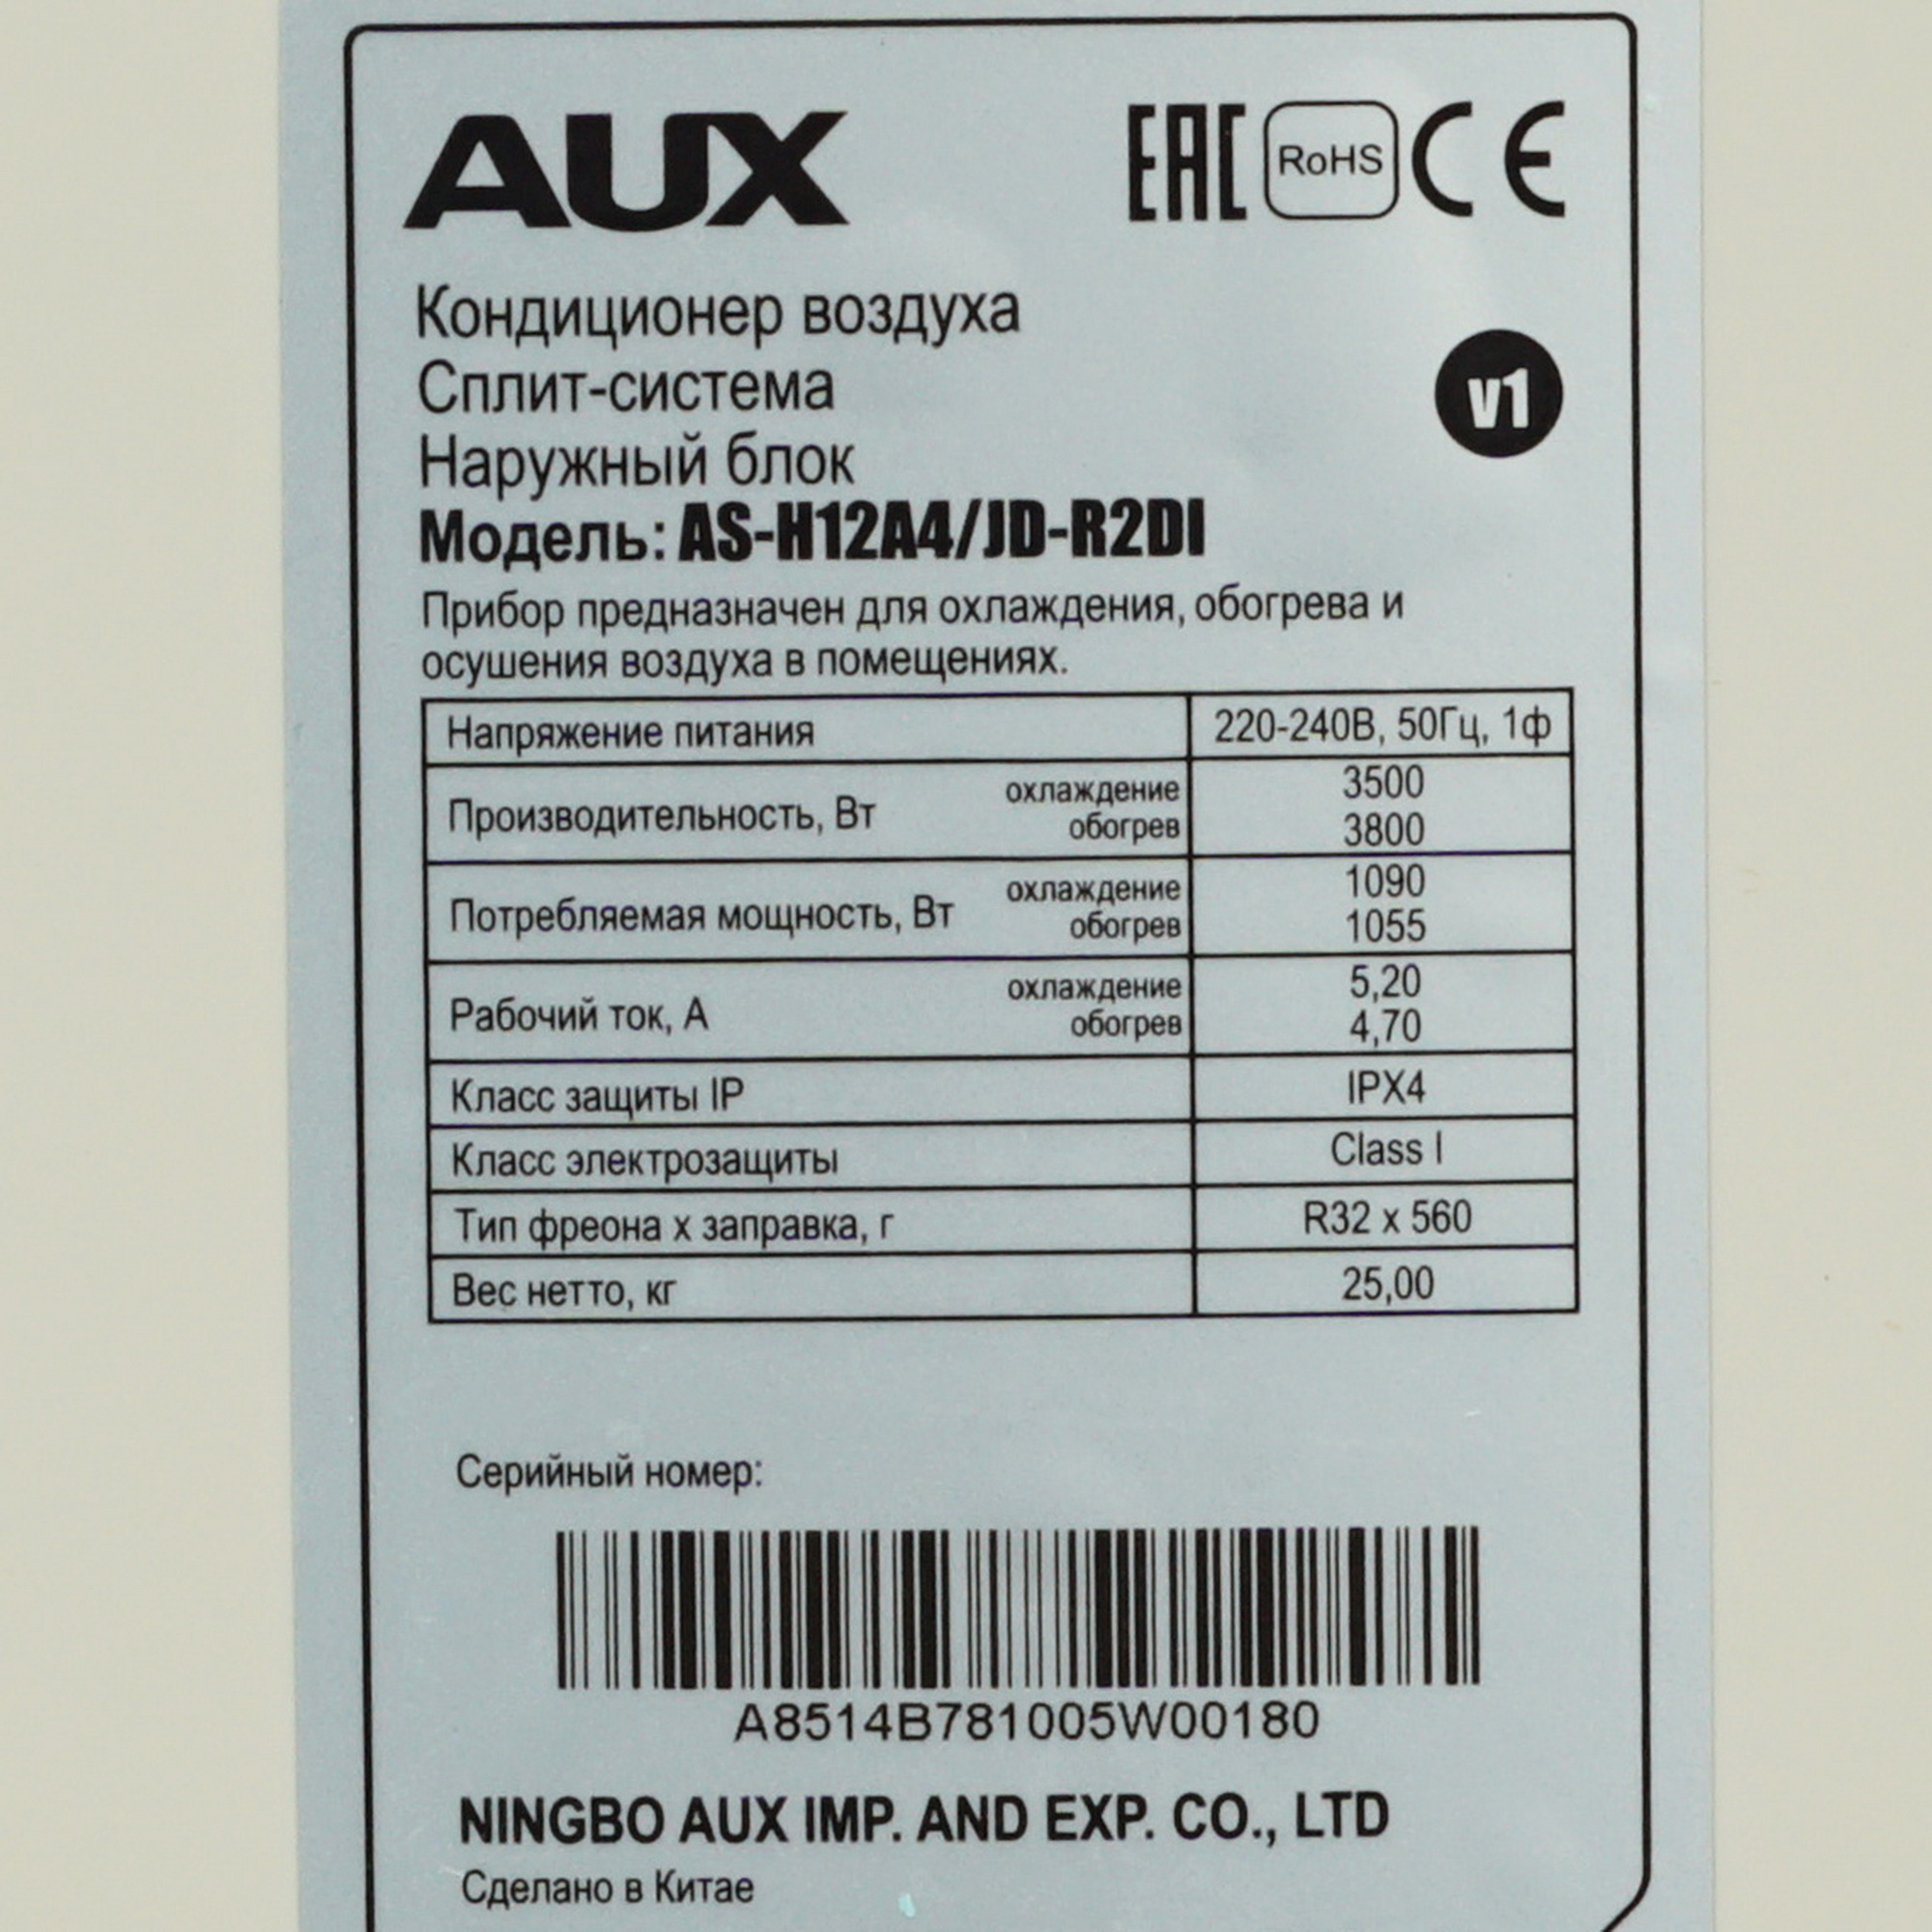 AUX
EAC RoHS CE
Кондиционер воздуха
Сплит-система
v1
Наружный блок
Модель: AS-H12A4/JD-R2DI
Прибор предназначен для охлаждения, обогрева и
осушения воздуха в помещениях.
Напряжение питания 220-240В, 50Гц, 1ф
Производительность, Вт охлаждение 3500
обогрев 3800
Потребляемая мощность, Вт охлаждение 1090
обогрев 1055
Рабочий ток, А охлаждение 5,20
обогрев 4,70
Класс защиты IP IPX4
Класс электрозащиты Class I
Тип фреона х заправка, г R32 x 560
Вес нетто, кг 25,00
Серийный номер:
A8514B781005W00180
NINGBO AUX IMP. AND EXP. CO., LTD
Сделано в Китае